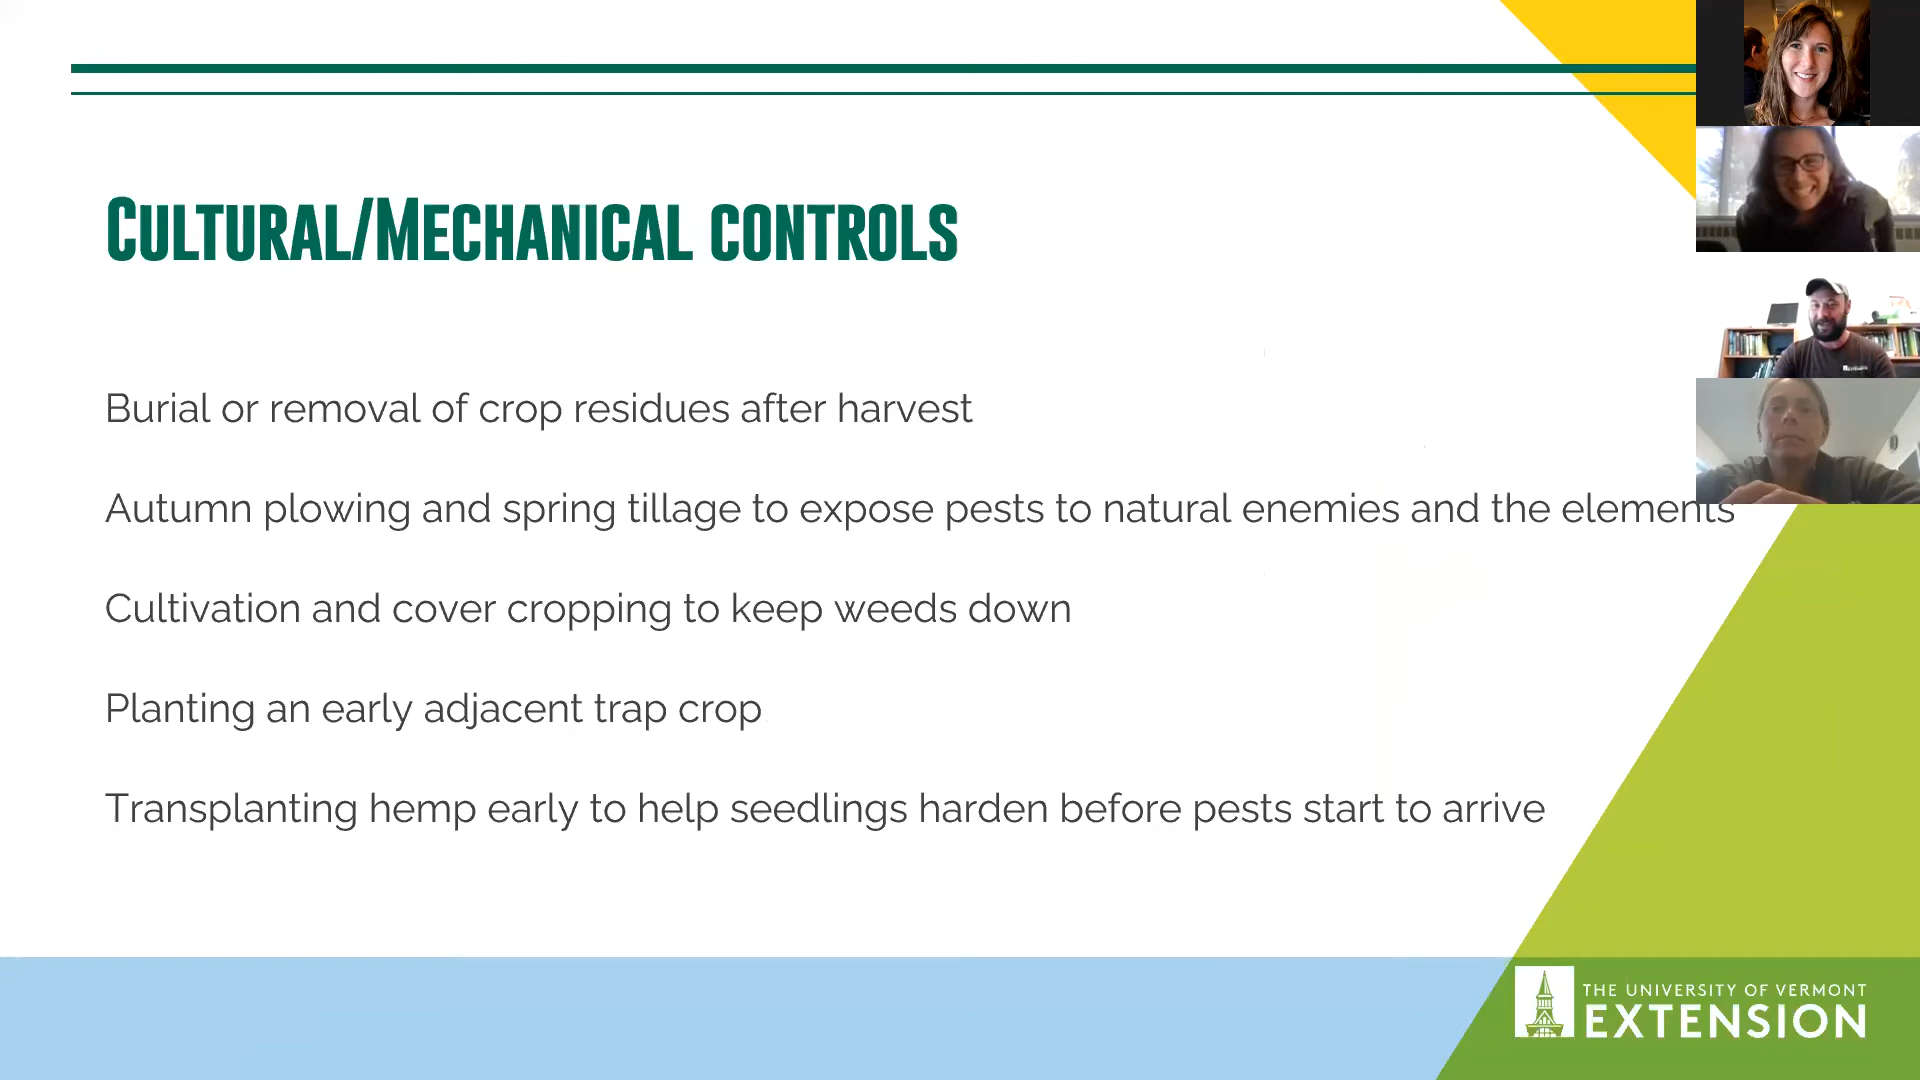 Cultural/Mechanical controls
Burial or removal of crop residues after harvest
Autumn plowing and spring tillage to expose pests to natural enemies and the elements
Cultivation and cover cropping to keep weeds down
Planting an early adjacent trap crop
Transplanting hemp early to help seedlings harden before pests start to arrive
THE UNIVERSITY OF VERMONT
EXTENSION